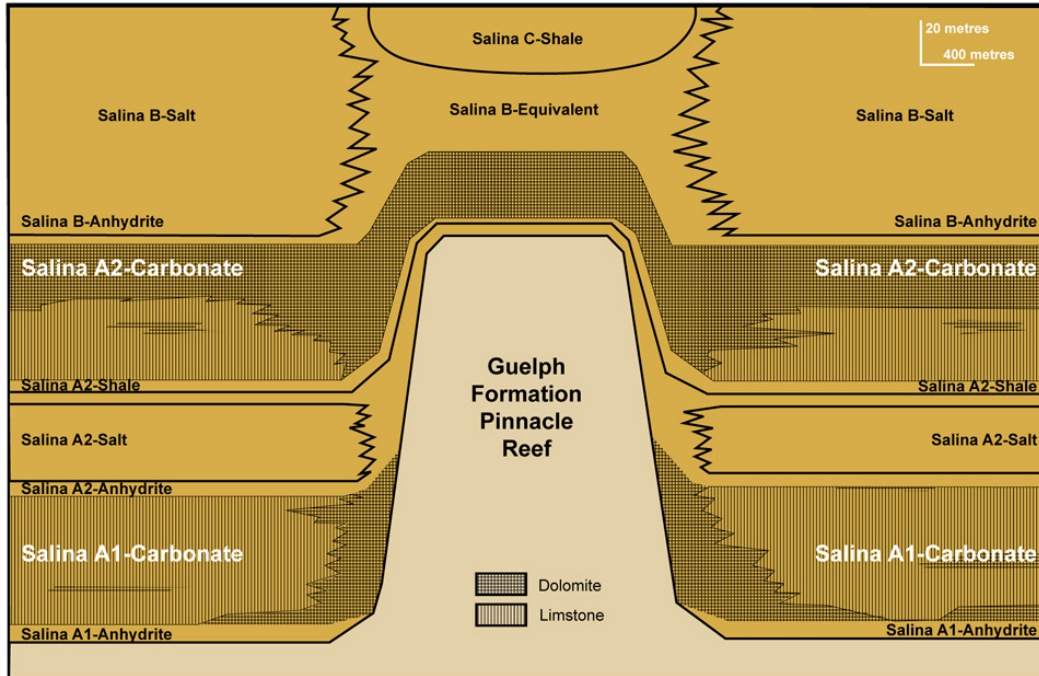 Salina C-Shale
20 metres
400 metres
Salina B-Salt
Salina B-Equivalent
Salina B-Salt
Salina B-Anhydrite
Salina B-Anhydrite
Salina A2-Carbonate
Salina A2-Carbonate
Guelph
Formation
Pinnacle
Reef
Salina A2-Shale
Salina A2-Shale
Salina A2-Salt
Salina A2-Salt
Salina A2-Anhydrite
Salina A1-Carbonate
Salina A1-Carbonate
Dolomite
Limstone
Salina A1-Anhydrite
Salina A1-Anhydrite